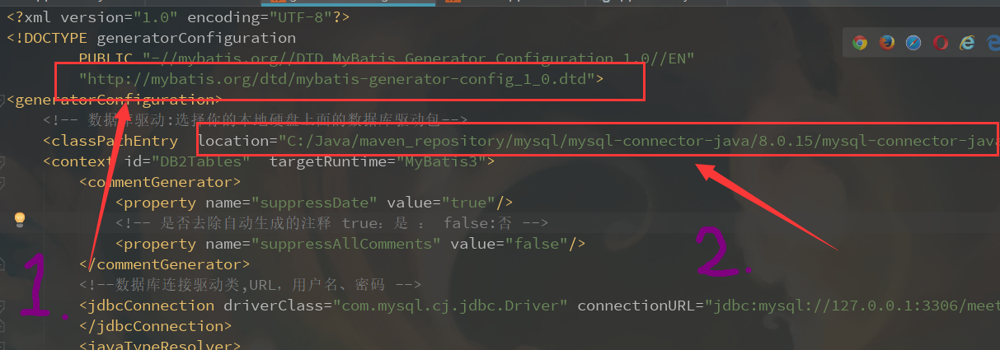 <?xml version="1.0" encoding="UTF-8"?>
<!DOCTYPE generatorConfiguration
PUBLIC "-//mybatis.org//DTD MyBatis Generator Configuration 1.0//EN"
"http://mybatis.org/dtd/mybatis-generator-config_1_0.dtd">
<generatorConfiguration>
<!-- 数据库驱动:选择你的本地硬盘上面的数据库驱动包-->
<classPathEntry location="C:/Java/maven_repository/mysql/mysql-connector-java/8.0.15/mysql-connector-java
<context id="DB2Tables" targetRuntime="MyBatis3">
<commentGenerator>
<property name="suppressDate" value="true"/>
<!-- 是否去除自动生成的注释 true：是 ： false:否 -->
<property name="suppressAllComments" value="false"/>
</commentGenerator>
<!--数据库连接驱动类,URL，用户名、密码 -->
<jdbcConnection driverClass="com.mysql.cj.jdbc.Driver" connectionURL="jdbc:mysql://127.0.0.1:3306/meet
</jdbcConnection>
<javaTypeResolver>
1.
2.